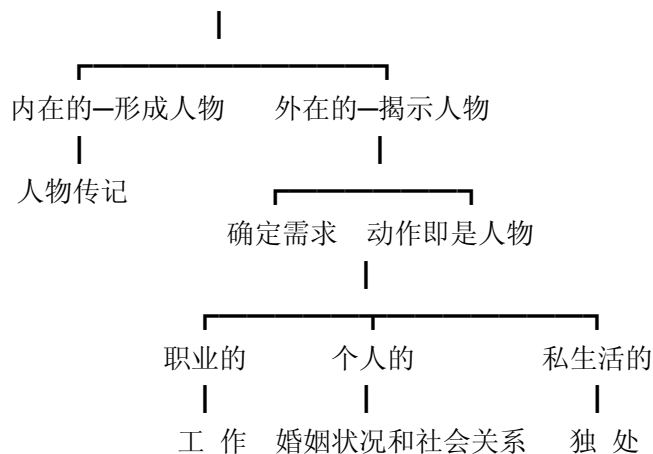 人物
内在的—形成人物 外在的—揭示人物
人物传记
确定需求 动作即是人物
职业的 个人的 私生活的
工 作 婚姻状况和社会关系 独 处